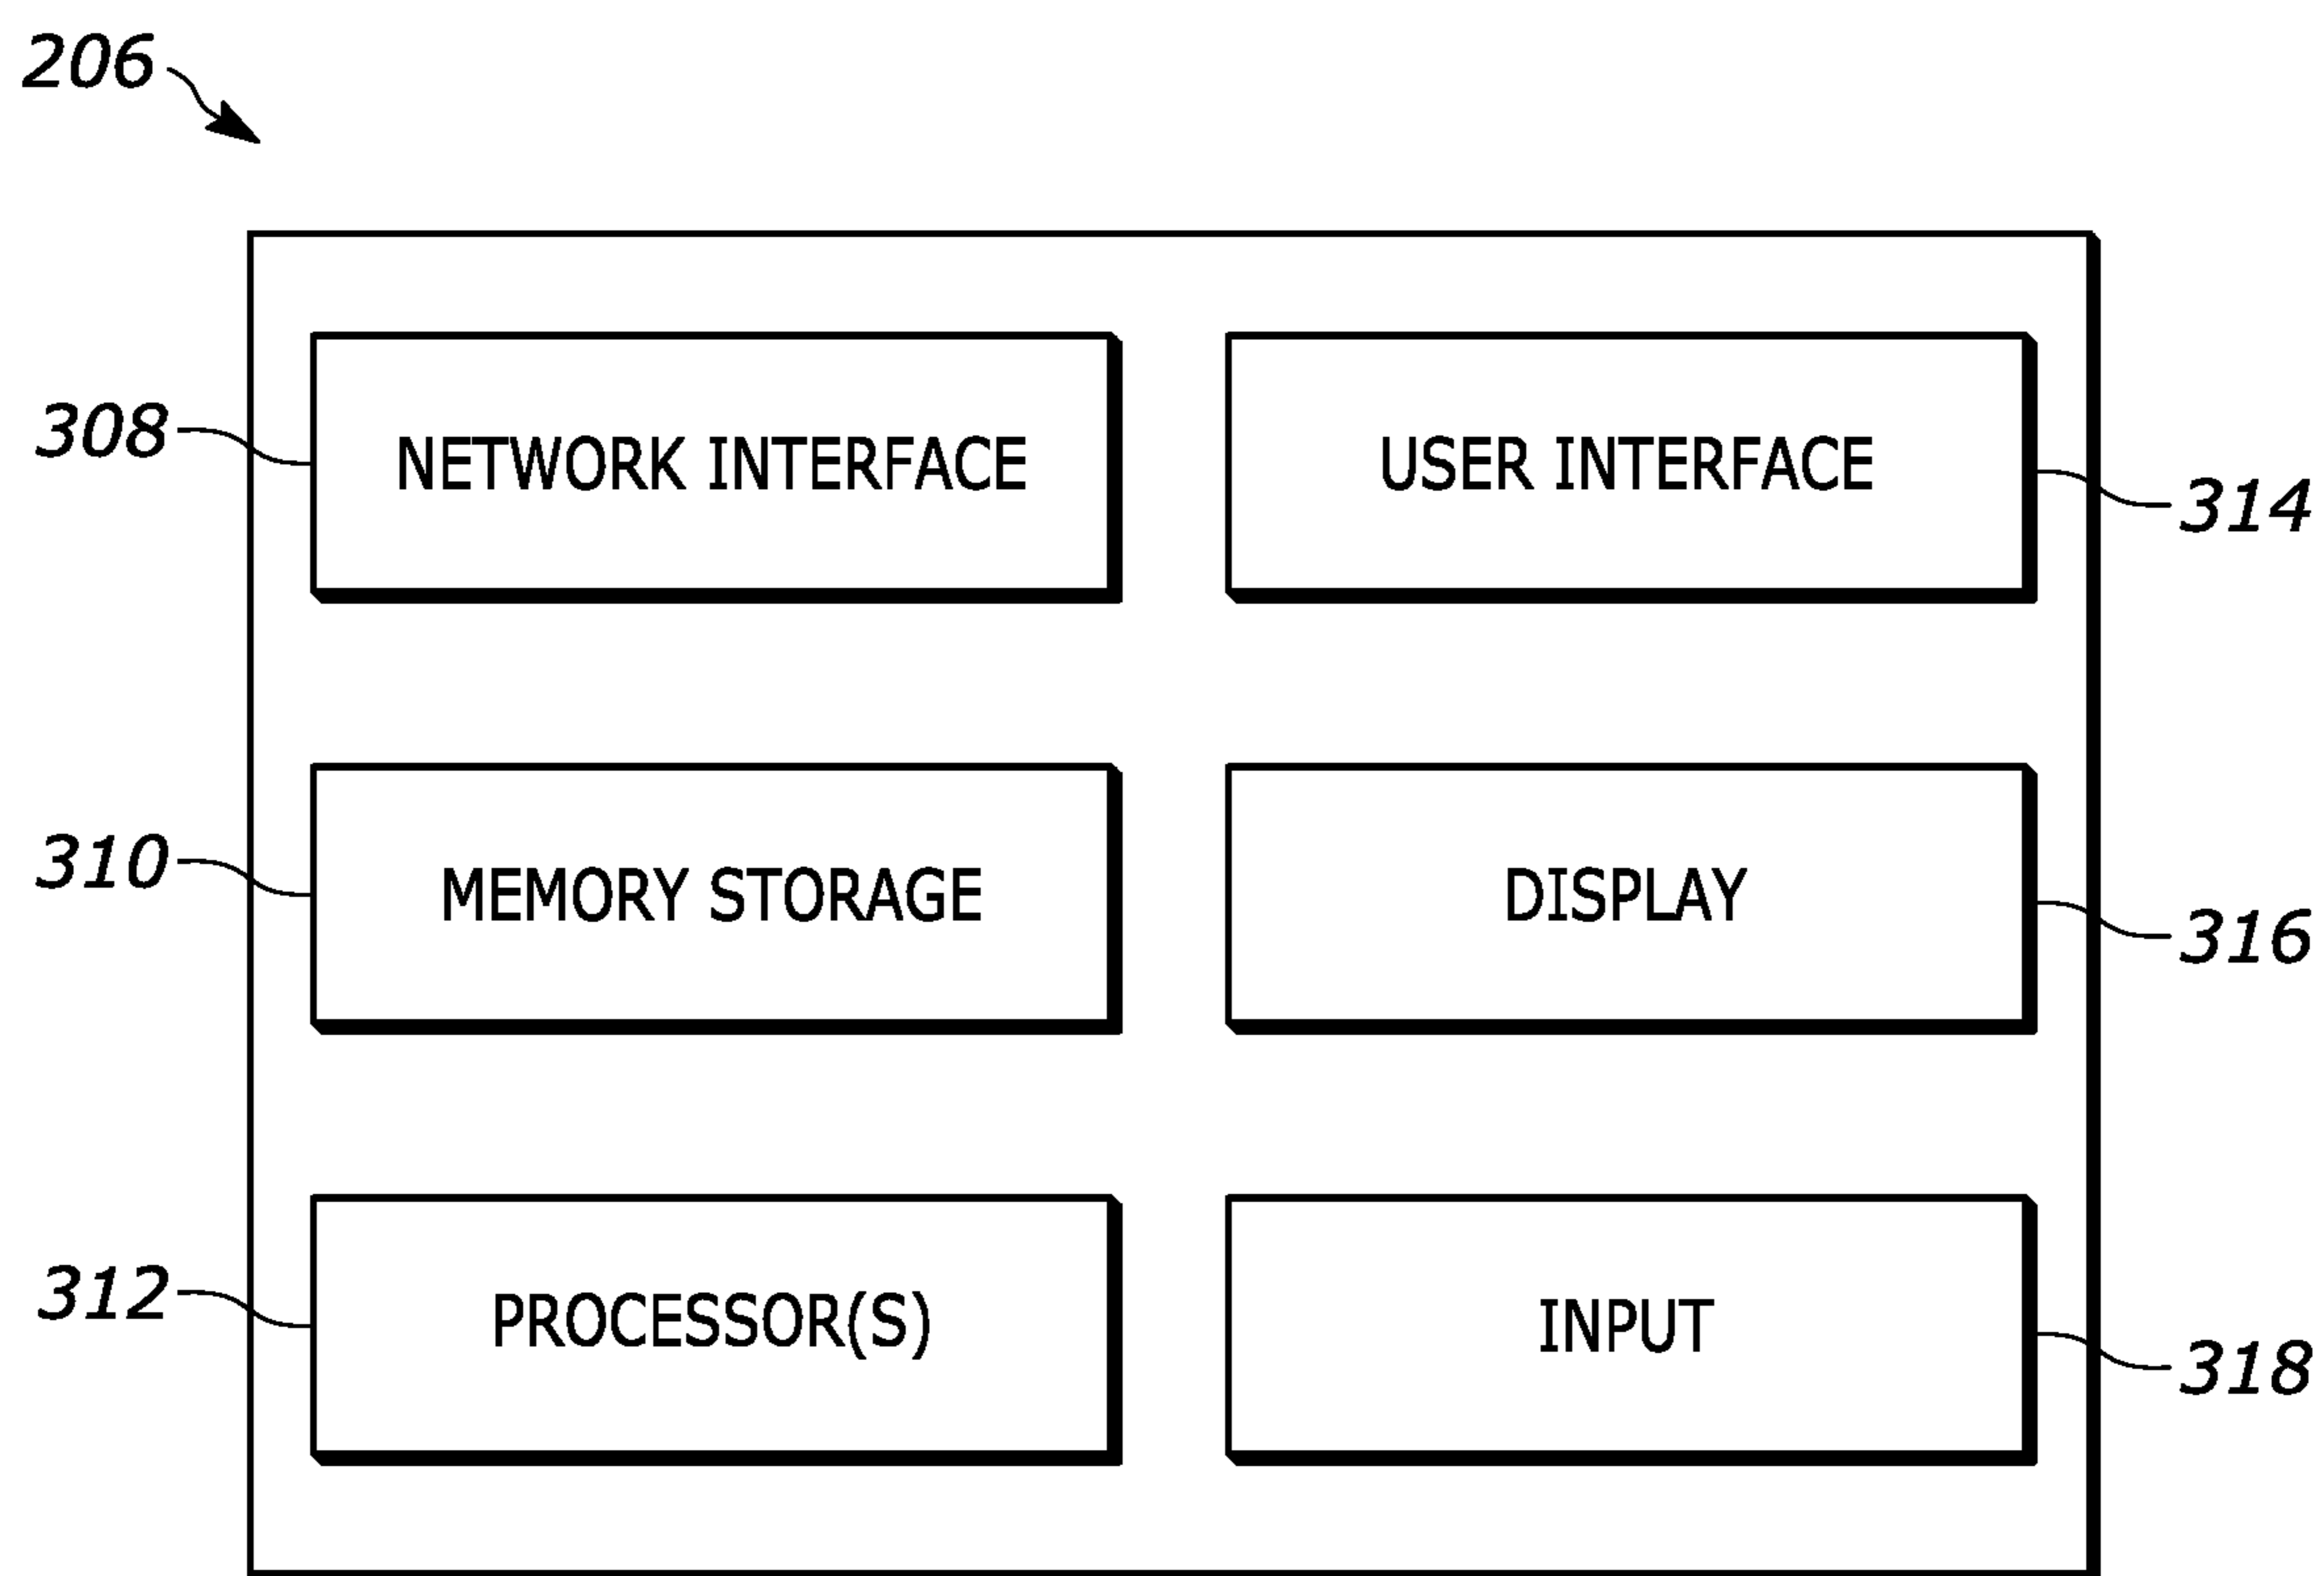 206
308
NETWORK INTERFACE
USER INTERFACE
314
310
MEMORY STORAGE
DISPLAY
316
312
PROCESSOR(S)
INPUT
318